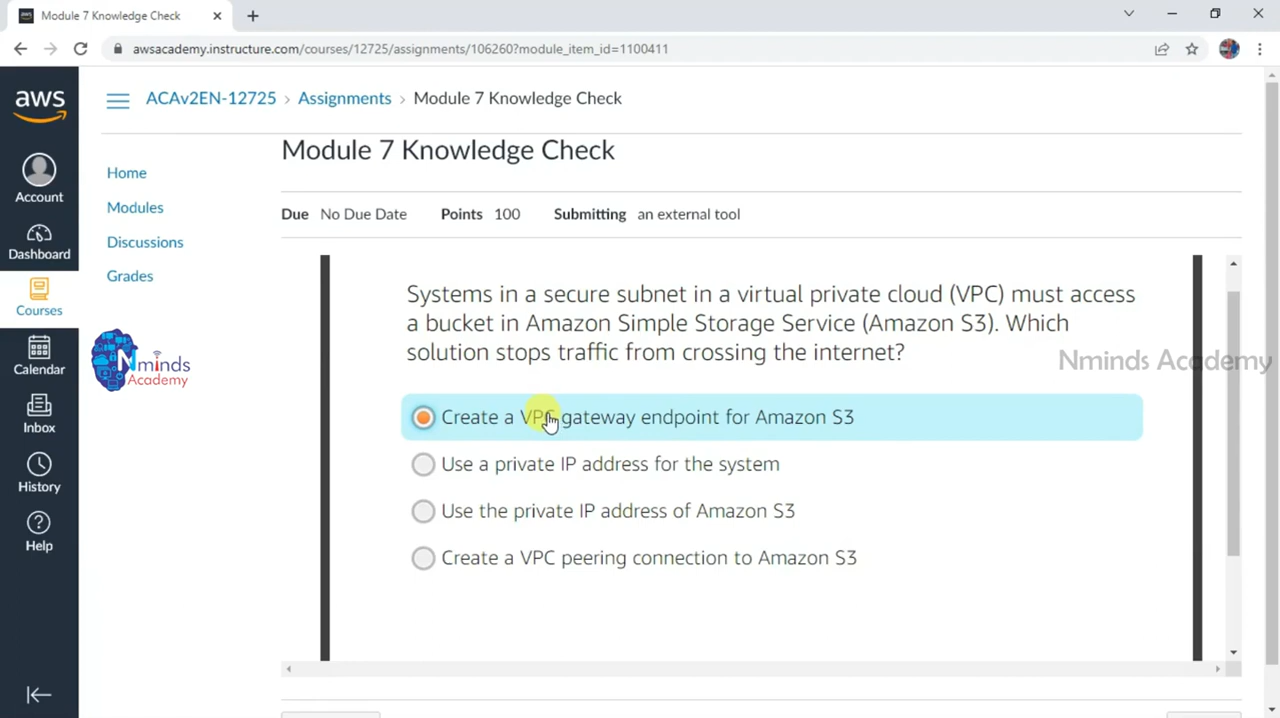 Module 7 Knowledge Check
awsacademy.instructure.com/courses/12725/assignments/106260?module_item_id=1100411
aws
ACAv2EN-12725 › Assignments › Module 7 Knowledge Check
Module 7 Knowledge Check
Account
Dashboard
Courses
Calendar
Inbox
History
Help
Home
Modules
Discussions
Grades
Nminds
Academy
Due No Due Date Points 100 Submitting an external tool
Systems in a secure subnet in a virtual private cloud (VPC) must access
a bucket in Amazon Simple Storage Service (Amazon S3). Which
solution stops traffic from crossing the internet?
Nminds Academy
Create a VPC gateway endpoint for Amazon S3
Use a private IP address for the system
Use the private IP address of Amazon S3
Create a VPC peering connection to Amazon S3